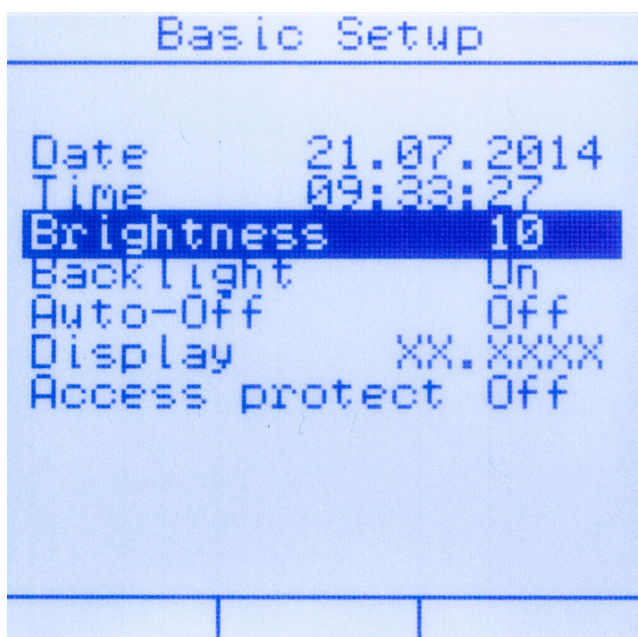 Basic Setup
Date 21.07.2014
Time 09:33:27
Brightness 10
Backlight On
Auto-Off Off
Display XX.XXXX
Access protect Off